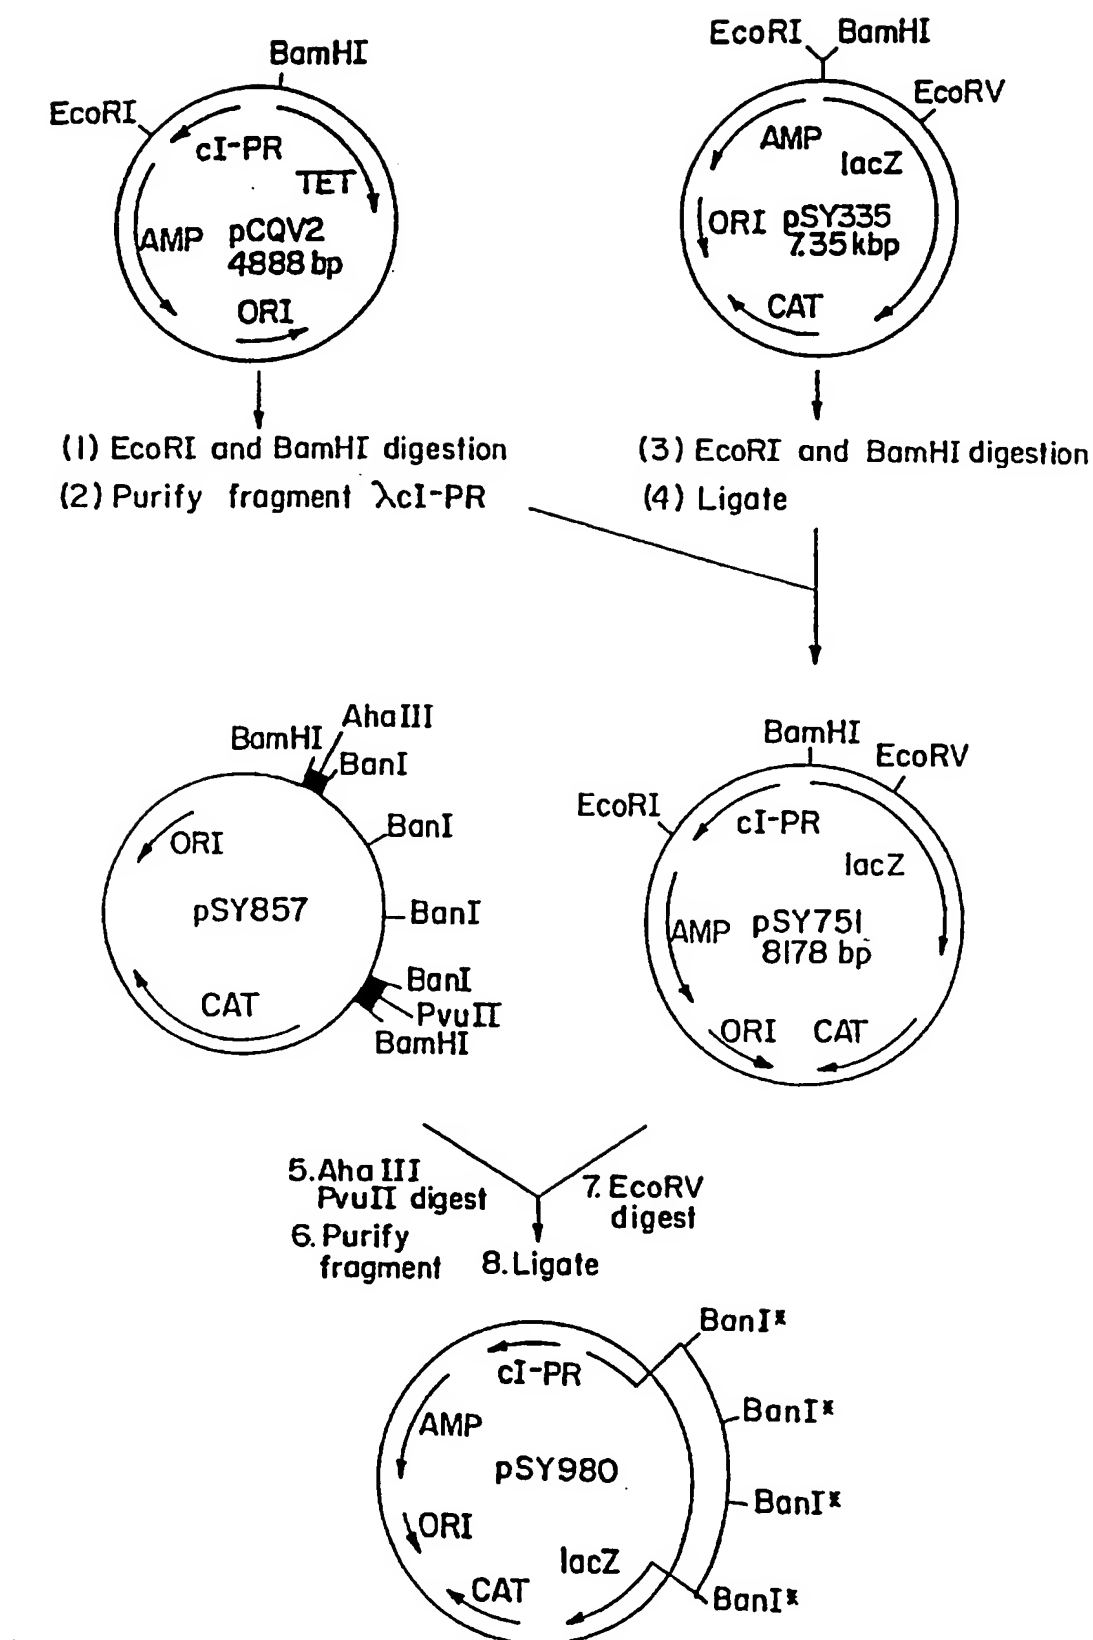 BamHI
EcoRI
cI-PR
TET
AMP
pCQV2
4888 bp
ORI
EcoRI
BamHI
EcoRV
AMP
lacZ
ORI
pSY335
7.35 kbp
CAT
(1) EcoRI and BamHI digestion
(2) Purify fragment λcI-PR
(3) EcoRI and BamHI digestion
(4) Ligate
AhaIII
BamHI
BanI
BanI
ORI
pSY857
BanI
BanI
CAT
PvuII
BamHI
BamHI
EcoRV
EcoRI
cI-PR
lacZ
AMP
pSY751
8178 bp
ORI
CAT
5. Aha III
PvuII digest
6. Purify
fragment
7. EcoRV
digest
8. Ligate
BanI*
cI-PR
AMP
BanI*
pSY980
BanI*
ORI
lacZ
CAT
BanI*